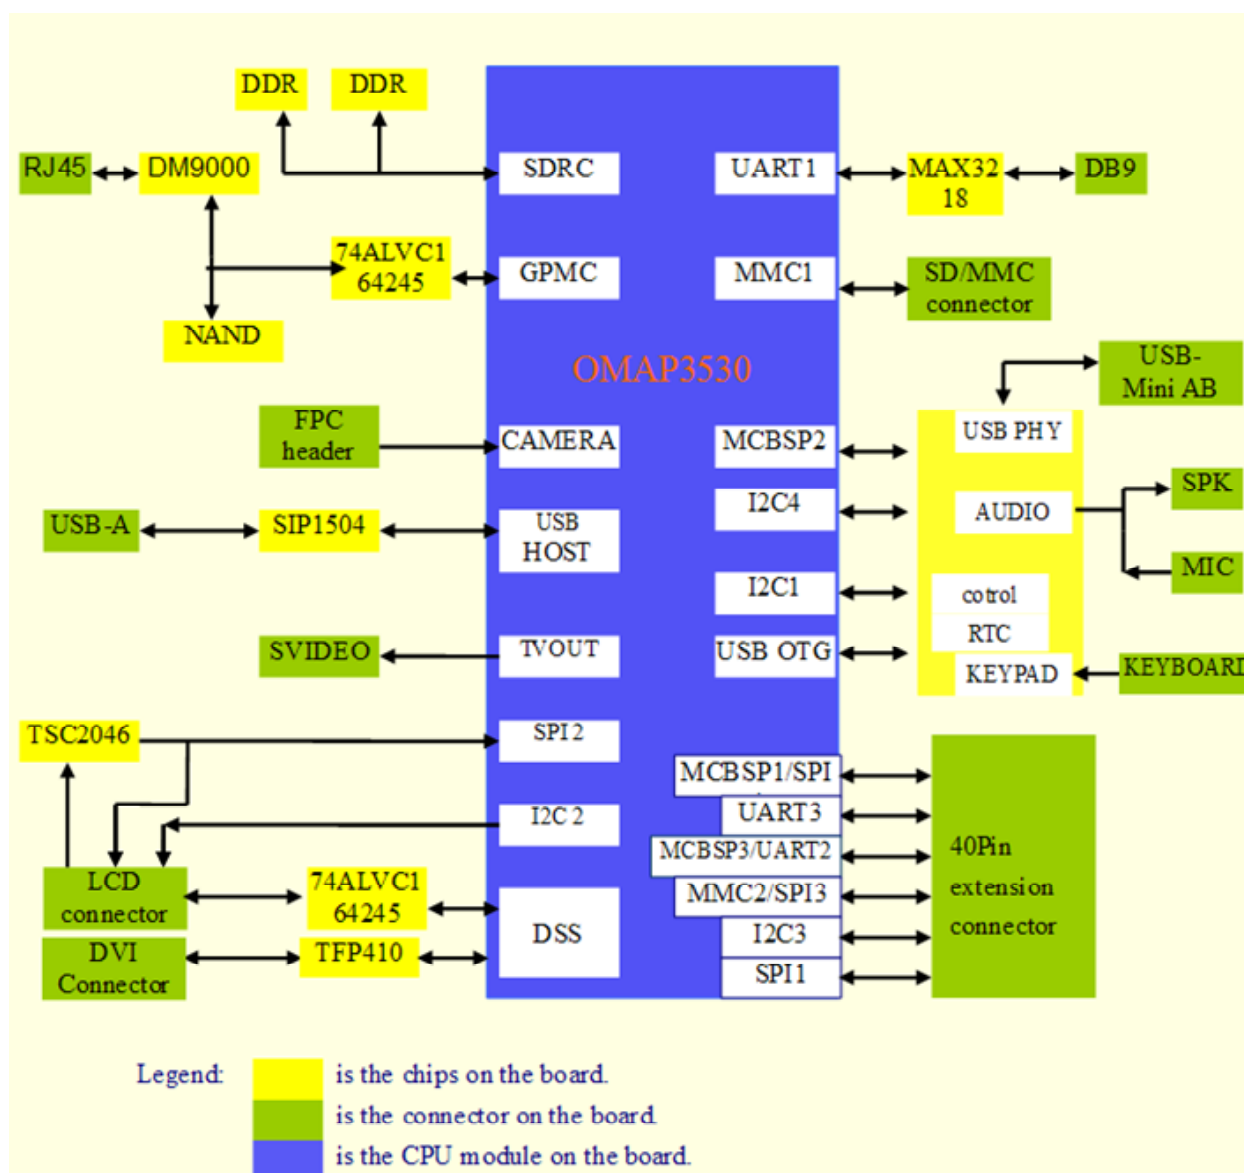 DDR
DDR
RJ45
DM9000
SDRC
UART1
MAX32
18
DB9
74ALVC1
64245
GPMC
MMC1
SD/MMC
connector
NAND
OMAP3530
USB-
Mini AB
FPC
header
CAMERA
MCBSP2
USB PHY
I2C4
AUDIO
SPK
USB-A
SIP1504
USB
HOST
MIC
I2C1
cotrol
RTC
SVIDEO
TVOUT
USB OTG
KEYPAD
KEYBOARD
TSC2046
SPI2
MCBSP1/SPI
I2C 2
UART3
MCBSP3/UART2
40Pin
extension
connector
LCD
connector
74ALVC1
64245
MMC2/SPI3
DSS
I2C3
DVI
Connector
TFP410
SPI1
Legend:
is the chips on the board.
is the connector on the board.
is the CPU module on the board.